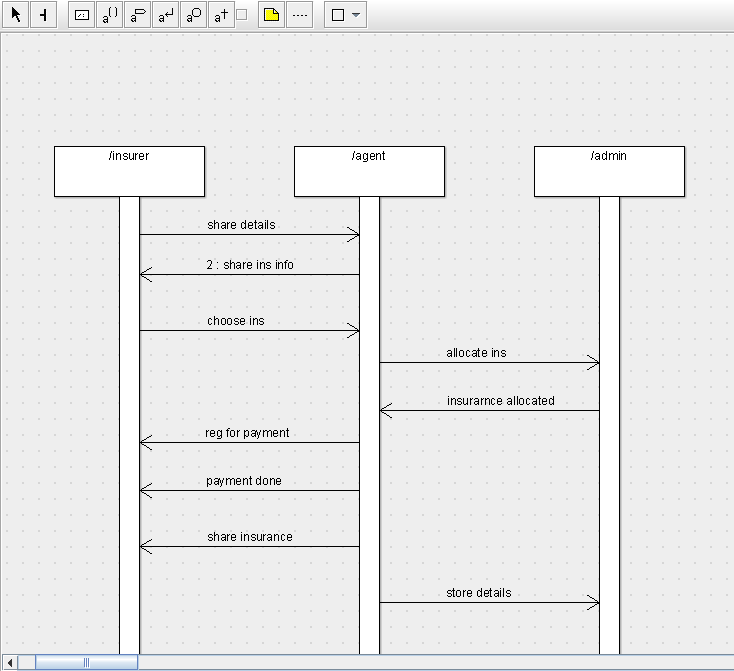 a()
a
a
a
a†
/insurer
/agent
/admin
share details
2 : share ins info
choose ins
allocate ins
insurarnce allocated
reg for payment
payment done
share insurance
store details